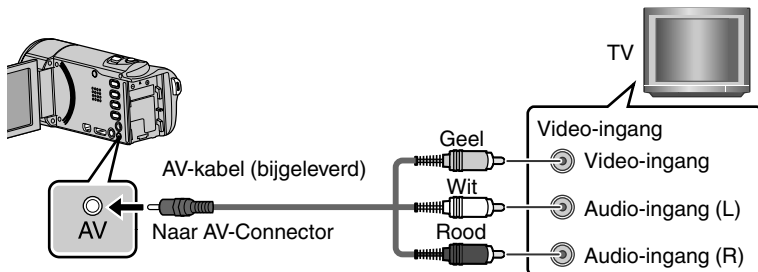 TV
Video-ingang
Geel
Video-ingang
AV-kabel (bijgeleverd)
Wit
Audio-ingang (L)
AV
Naar AV-Connector
Rood
Audio-ingang (R)